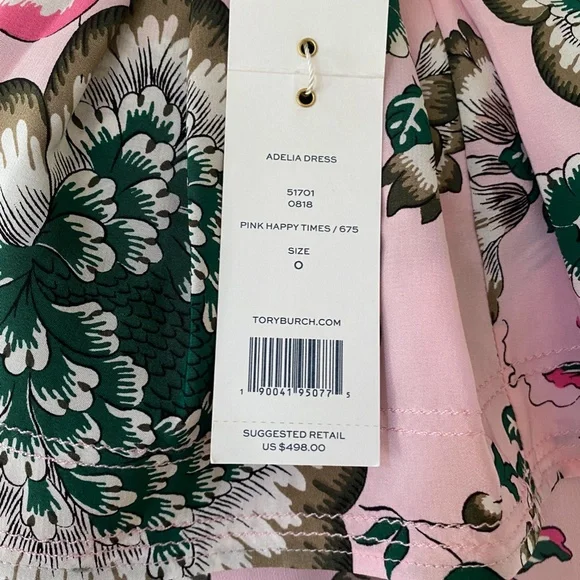 ADELIA DRESS
51701
0818
PINK HAPPY TIMES / 675
SIZE
0
TORYBURCH.COM
1 90041 95077 5
SUGGESTED RETAIL
US $498.00